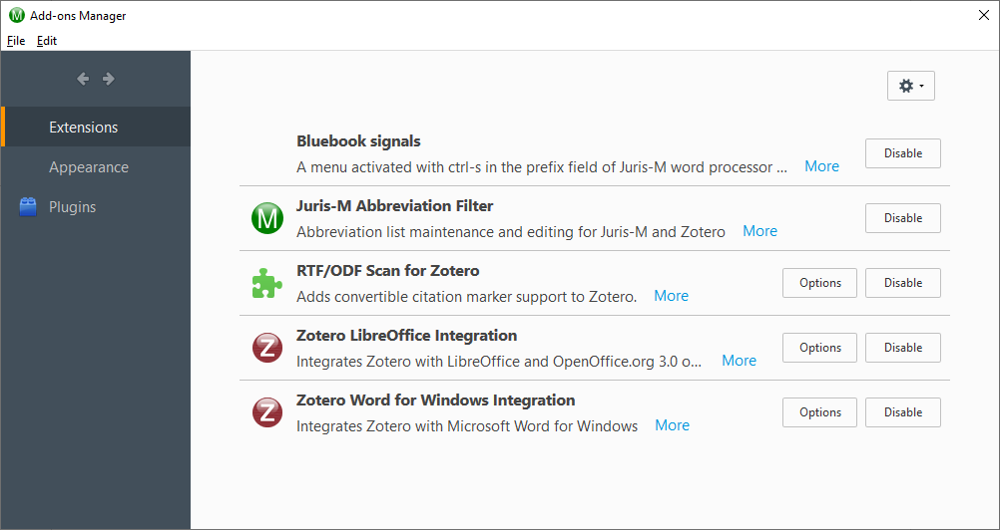 M Add-ons Manager
File Edit
Extensions
Appearance
Plugins
Bluebook signals
A menu activated with ctrl-s in the prefix field of Juris-M word processor ... More
Disable
M Juris-M Abbreviation Filter
Abbreviation list maintenance and editing for Juris-M and Zotero More
Disable
RTF/ODF Scan for Zotero
Adds convertible citation marker support to Zotero. More
Options Disable
Z Zotero LibreOffice Integration
Integrates Zotero with LibreOffice and OpenOffice.org 3.0 o... More
Options Disable
Z Zotero Word for Windows Integration
Integrates Zotero with Microsoft Word for Windows More
Options Disable